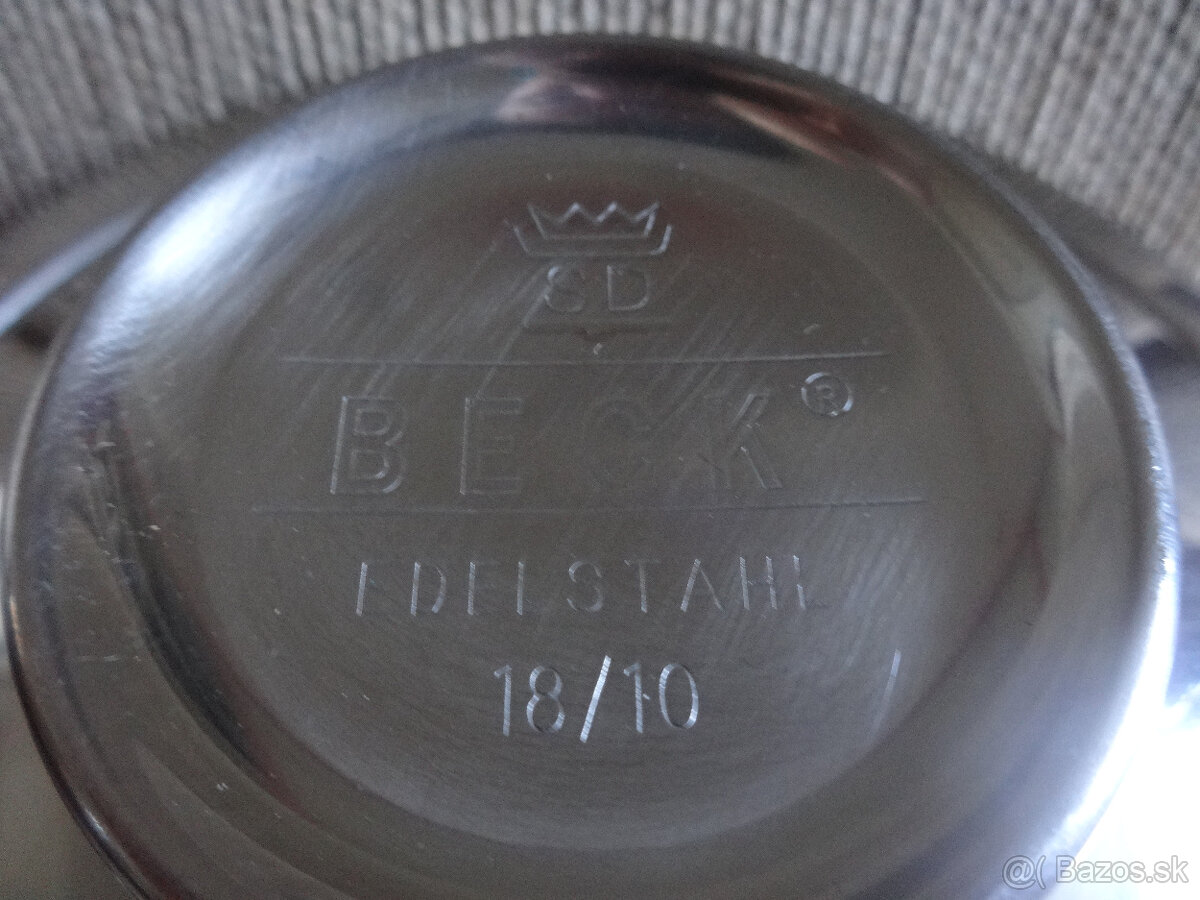 SD
BECK®
EDELSTAHL
18/10
@( Bazos.sk